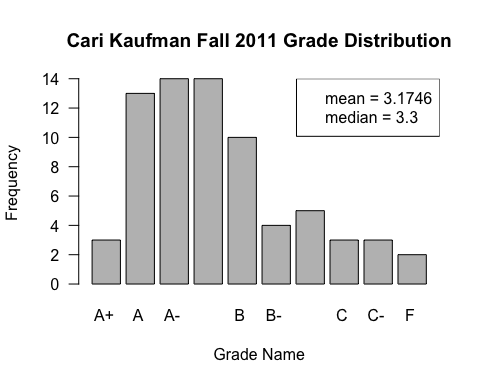 Cari Kaufman Fall 2011 Grade Distribution
mean = 3.1746
median = 3.3
Frequency
14
12
10
8
6
4
2
0
A+ A A- B B- C C- F
Grade Name